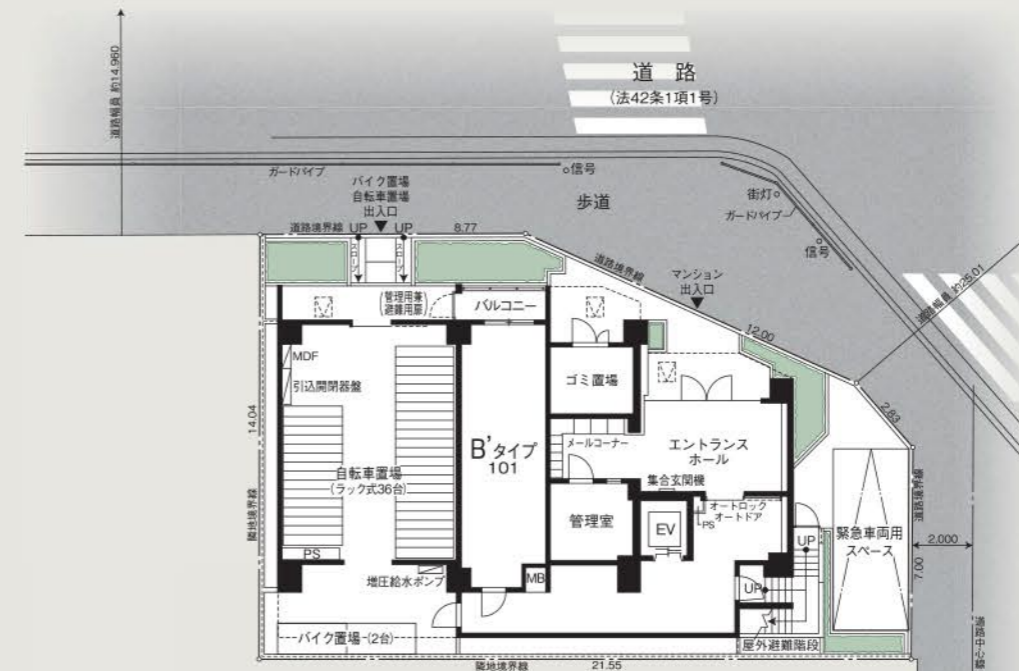 道路幅員 約14.960
道 路
(法42条1項1号)
ガードパイプ
信号
バイク置場
自転車置場
出入口
歩道
街灯
ガードパイプ
信号
道路境界線
UP
UP
8.77
スロープ
スロープ
道路境界線
マンション
出入口
道路幅員 約25.01
(管理用兼
避難用扉)
バルコニー
12.00
MDF
引込開閉器盤
ゴミ置場
2.83
14.04
隣地境界線
B'タイプ
101
メールコーナー
エントランス
ホール
自転車置場
(ラック式36台)
集合玄関機
オートロック
オートドア
PS
管理室
EV
道路境界線
緊急車両用
スペース
UP
2.000
7.00
PS
増圧給水ポンプ
MB
UP
バイク置場(2台)
屋外避難階段
道路中心線
隣地境界線
21.55